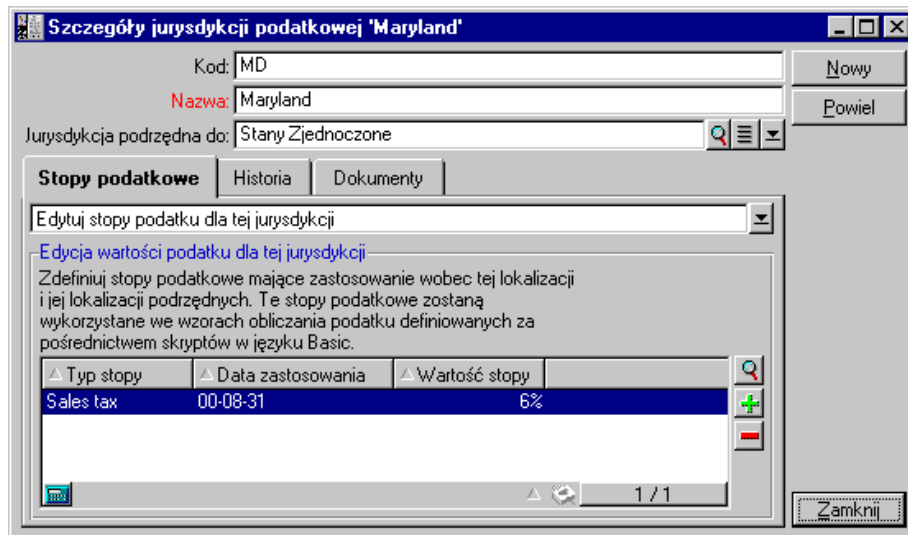 Szczegóły jurysdykcji podatkowej 'Maryland'
Kod: MD
Nowy
Nazwa: Maryland
Powiel
Jurysdykcja podrzędna do: Stany Zjednoczone
Stopy podatkowe Historia Dokumenty
Edytuj stopy podatku dla tej jurysdykcji
Edycja wartości podatku dla tej jurysdykcji
Zdefiniuj stopy podatkowe mające zastosowanie wobec tej lokalizacji
i jej lokalizacji podrzędnych. Te stopy podatkowe zostaną
wykorzystane we wzorach obliczania podatku definiowanych za
pośrednictwem skryptów w języku Basic.
Typ stopy Data zastosowania Wartość stopy
Sales tax 00-08-31 6%
1 / 1
Zamknij